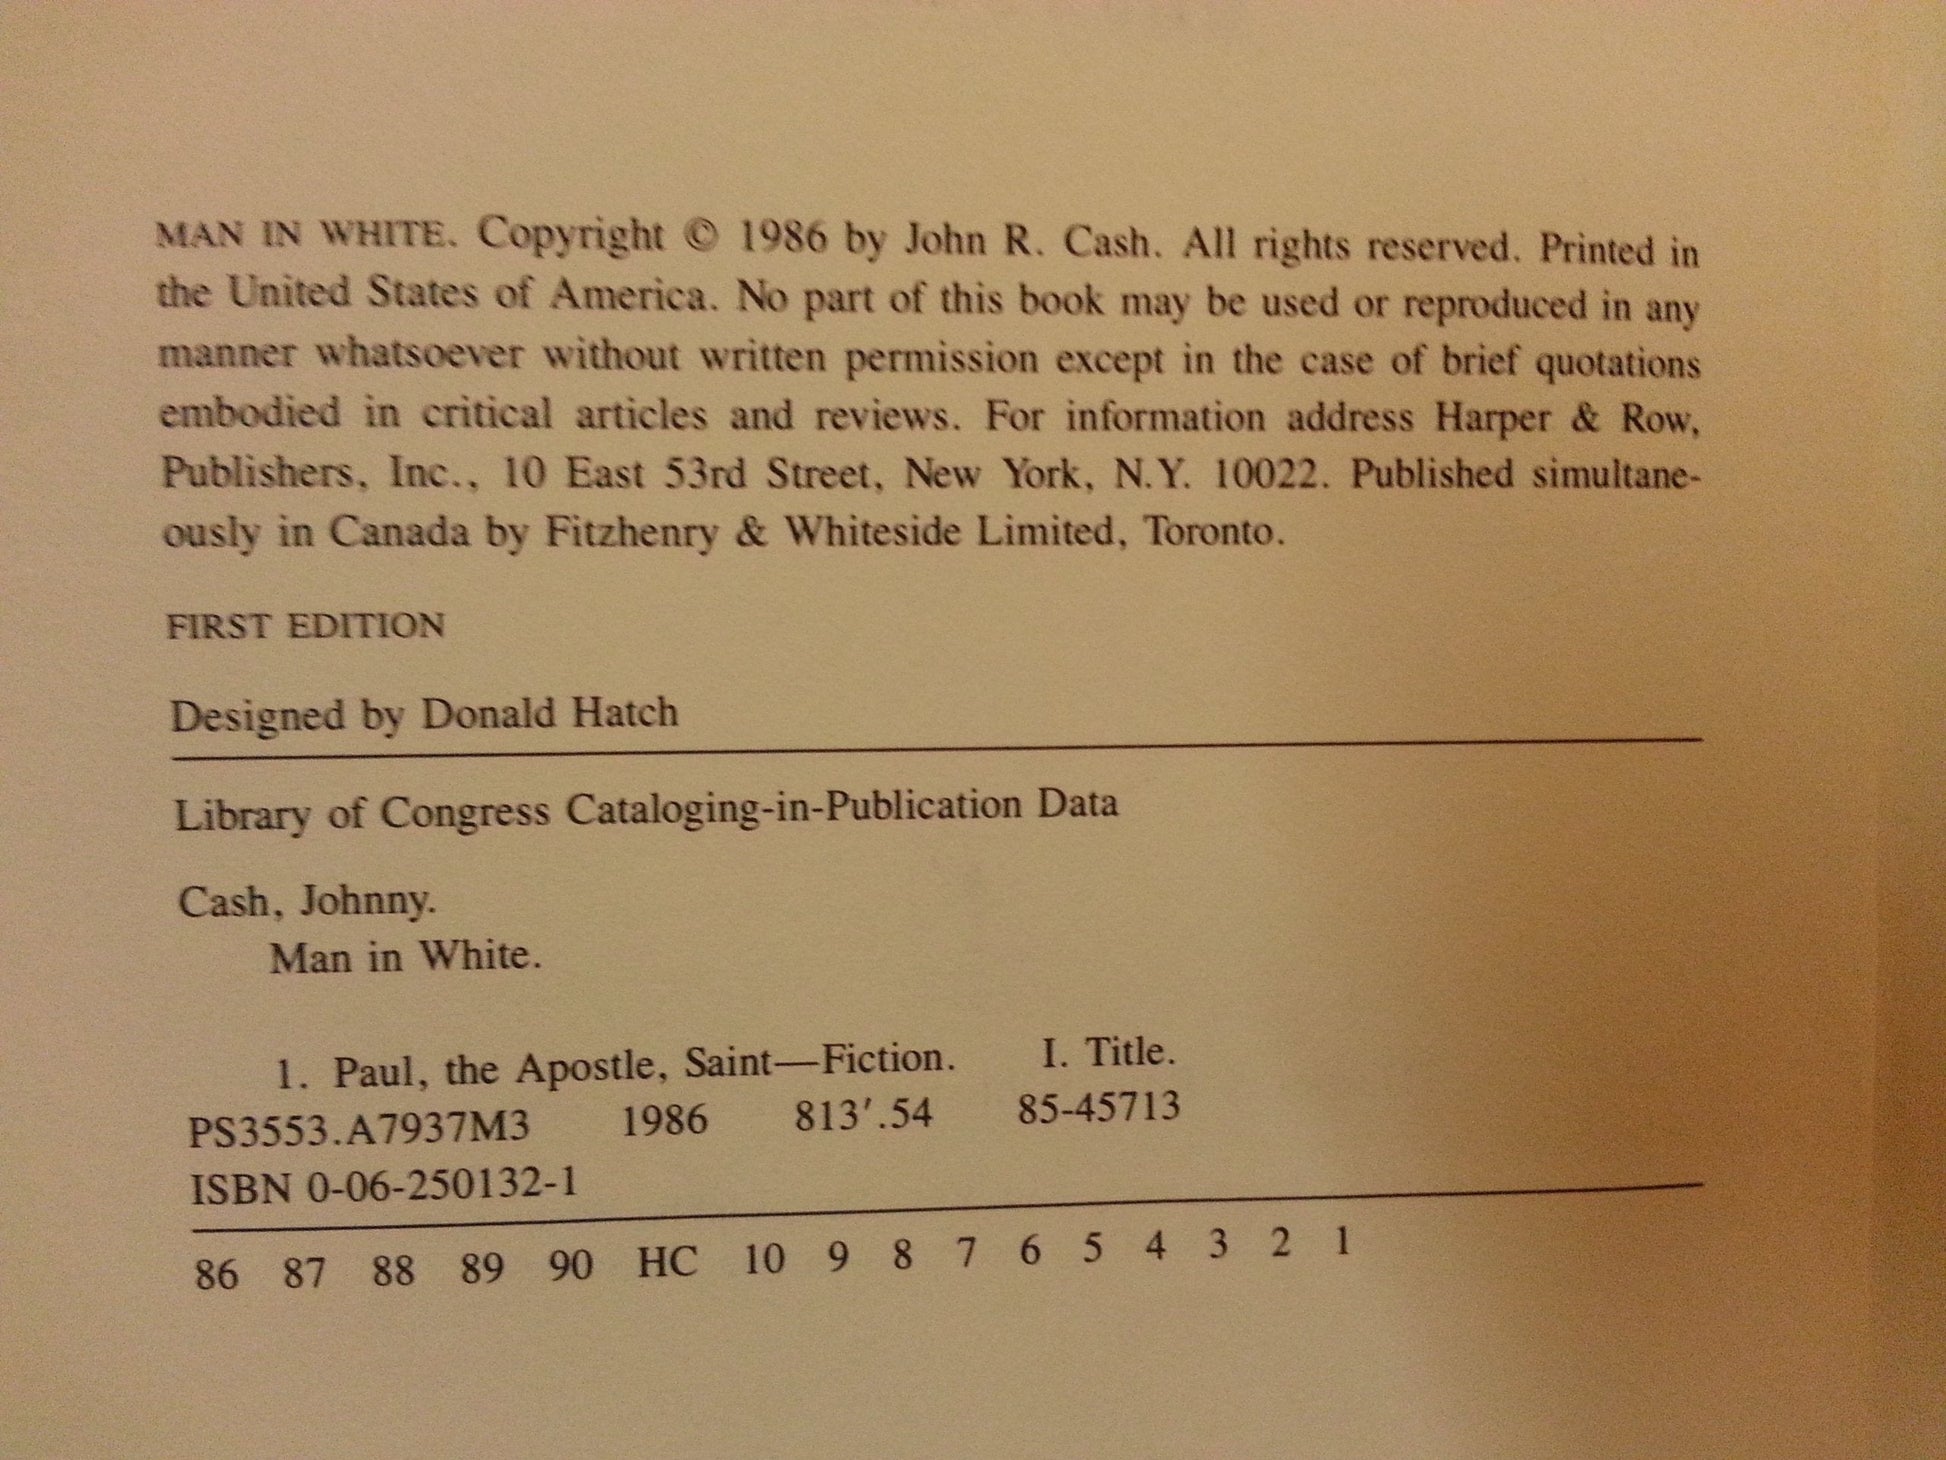 MAN IN WHITE. Copyright © 1986 by John R. Cash. All rights reserved. Printed in
the United States of America. No part of this book may be used or reproduced in any
manner whatsoever without written permission except in the case of brief quotations
embodied in critical articles and reviews. For information address Harper & Row,
Publishers, Inc., 10 East 53rd Street, New York, N.Y. 10022. Published simultane-
ously in Canada by Fitzhenry & Whiteside Limited, Toronto.
FIRST EDITION
Designed by Donald Hatch
Library of Congress Cataloging-in-Publication Data
Cash, Johnny.
Man in White.
1. Paul, the Apostle, Saint—Fiction. I. Title.
PS3553.A7937M3 1986 813′.54 85-45713
ISBN 0-06-250132-1
86 87 88 89 90 HC 10 9 8 7 6 5 4 3 2 1